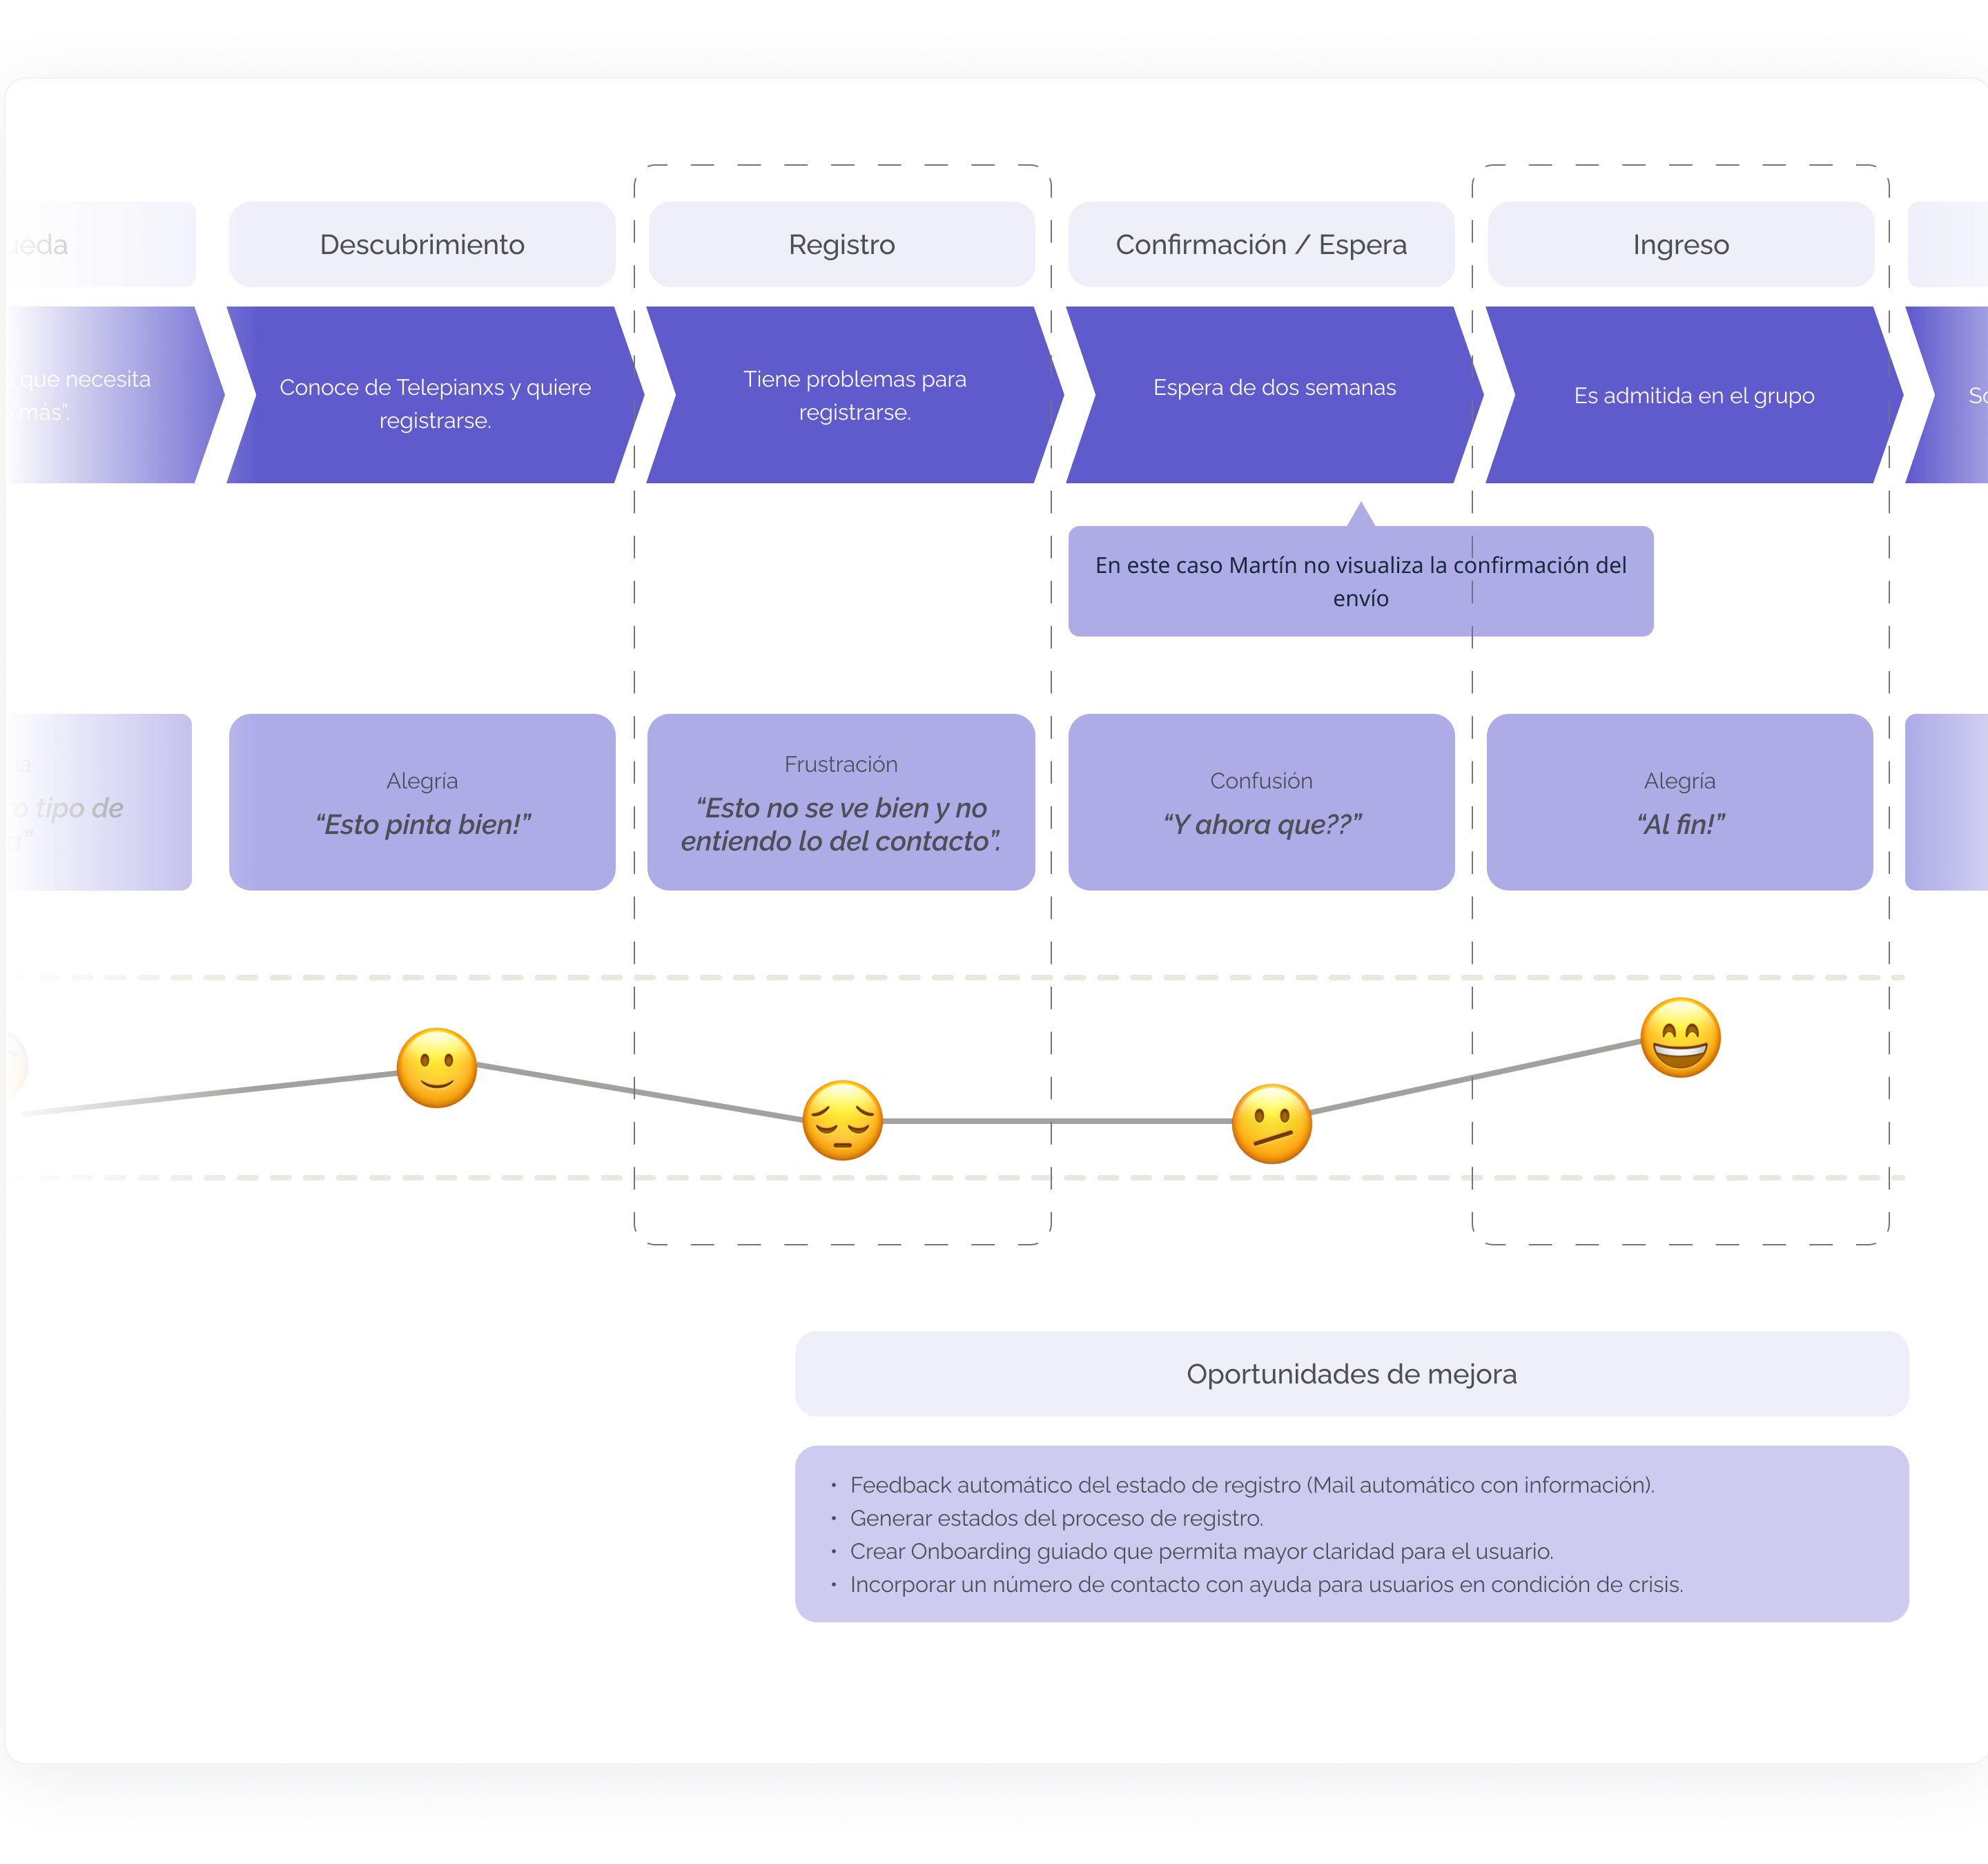 Descubrimiento
Registro
Confirmación / Espera
Ingreso
que necesita
más”.
Conoce de Telepianxs y quiere
registrarse.
Tiene problemas para
registrarse.
Espera de dos semanas
Es admitida en el grupo
En este caso Martín no visualiza la confirmación del
envío
tipo de
Alegría
“Esto pinta bien!”
Frustración
“Esto no se ve bien y no
entiendo lo del contacto”.
Confusión
“Y ahora que??”
Alegría
“Al fin!”
Oportunidades de mejora
• Feedback automático del estado de registro (Mail automático con información).
• Generar estados del proceso de registro.
• Crear Onboarding guiado que permita mayor claridad para el usuario.
• Incorporar un número de contacto con ayuda para usuarios en condición de crisis.